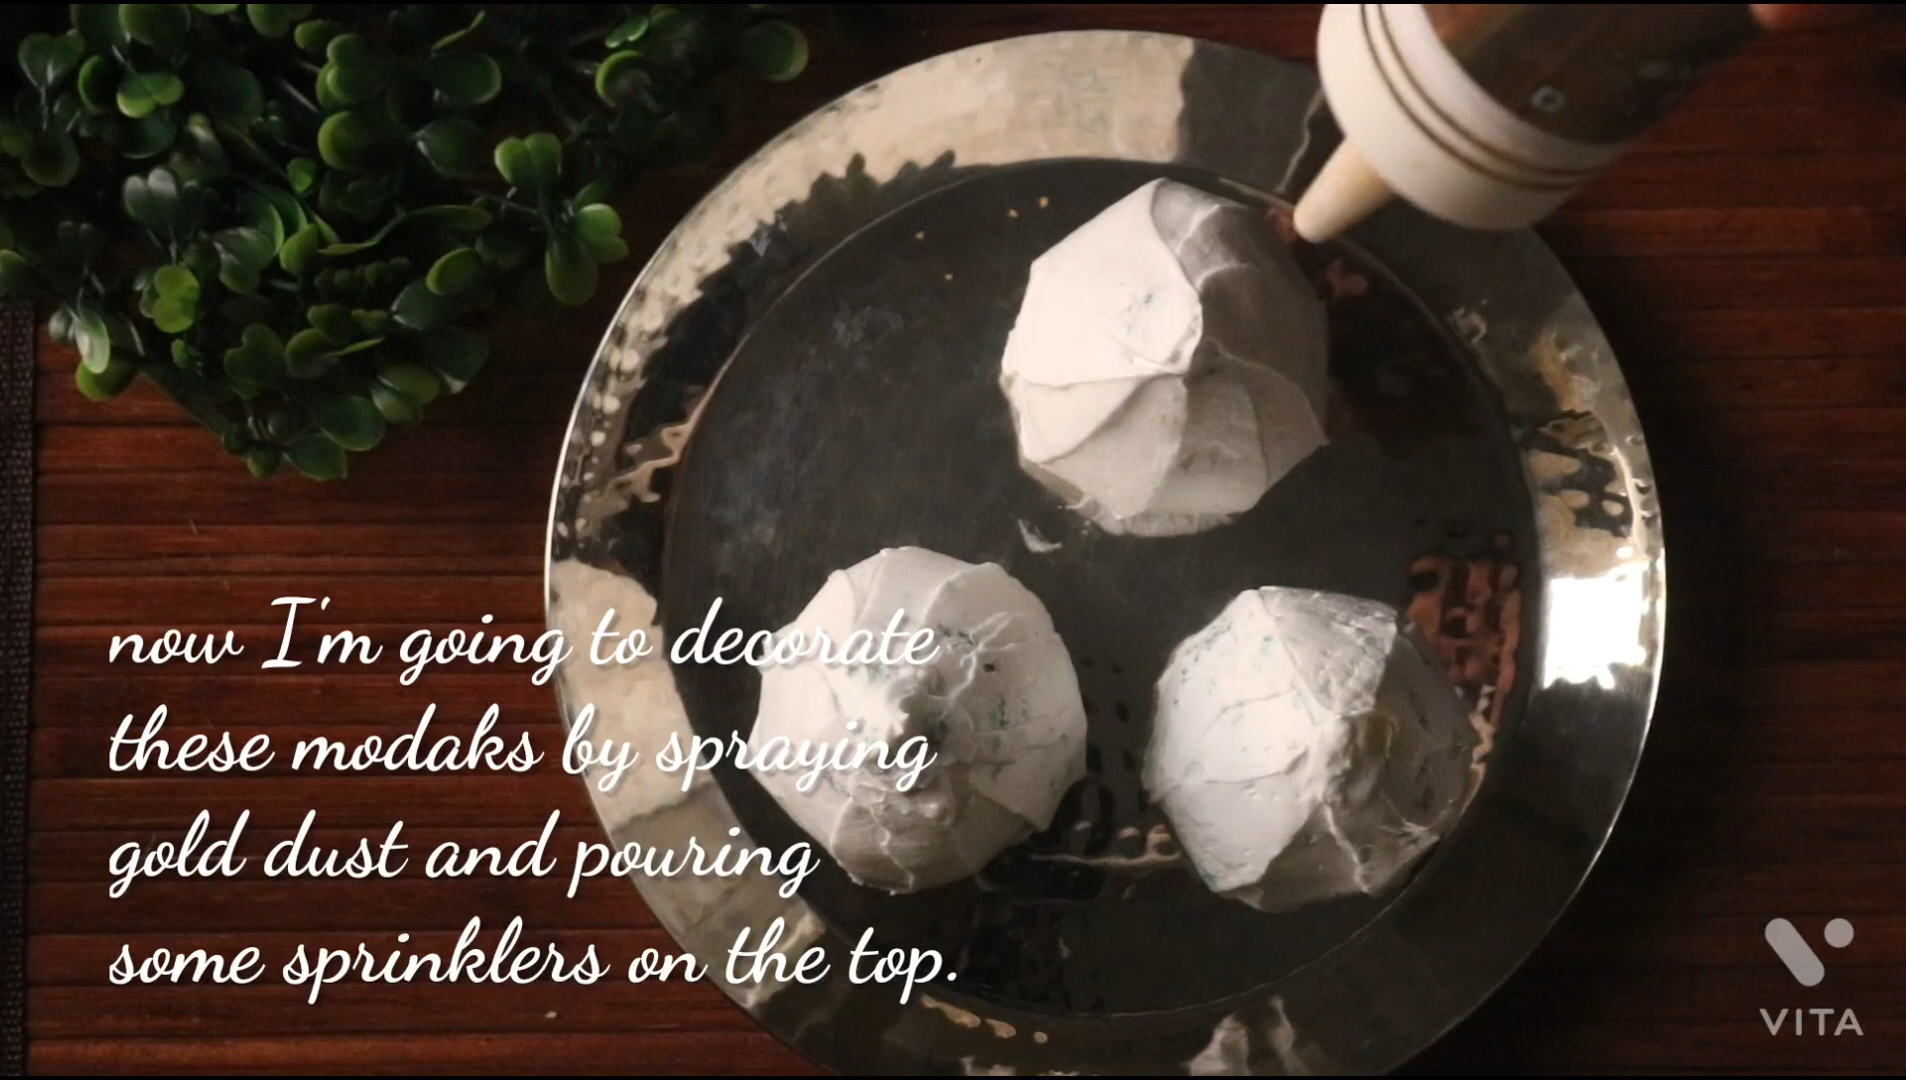 now I'm going to decorate
these modaks by spraying
gold dust and pouring
some sprinklers on the top.
VITA